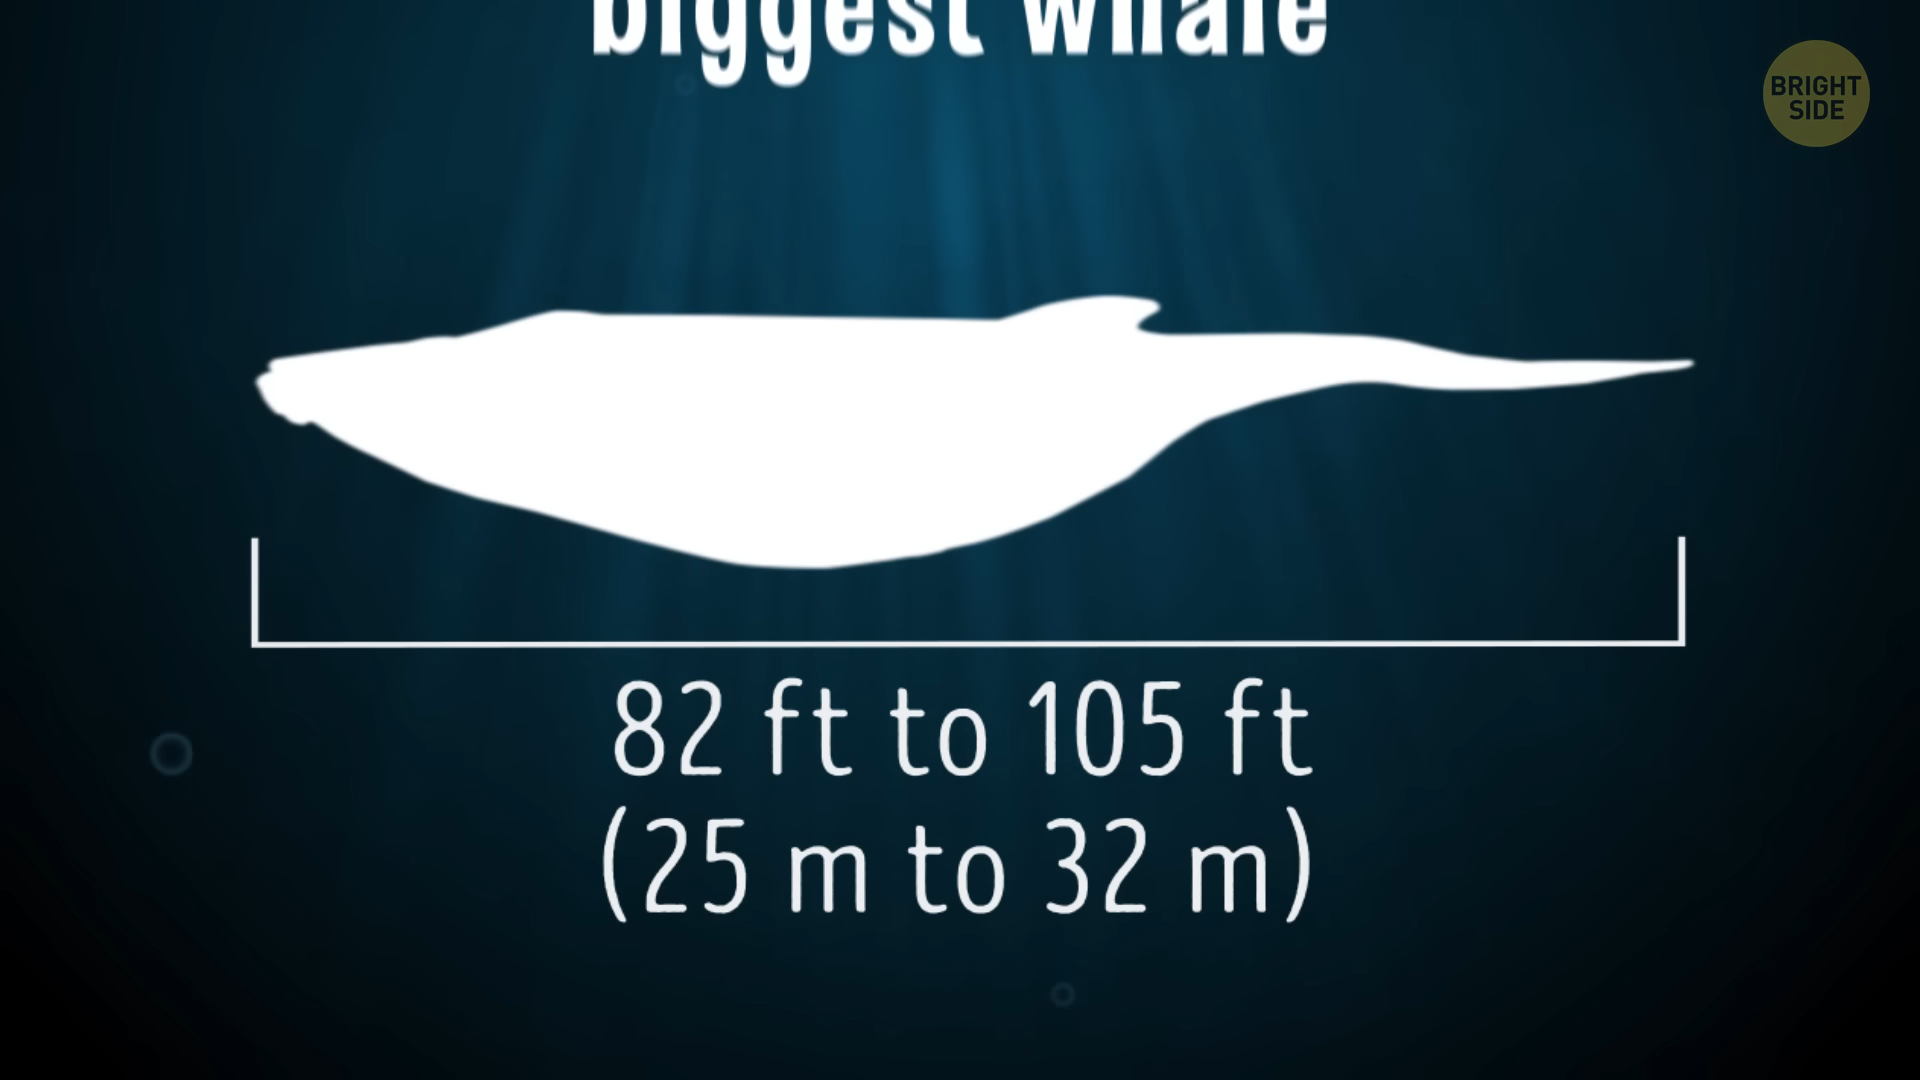 biggest whale
BRIGHT
SIDE
82 ft to 105 ft
(25 m to 32 m)